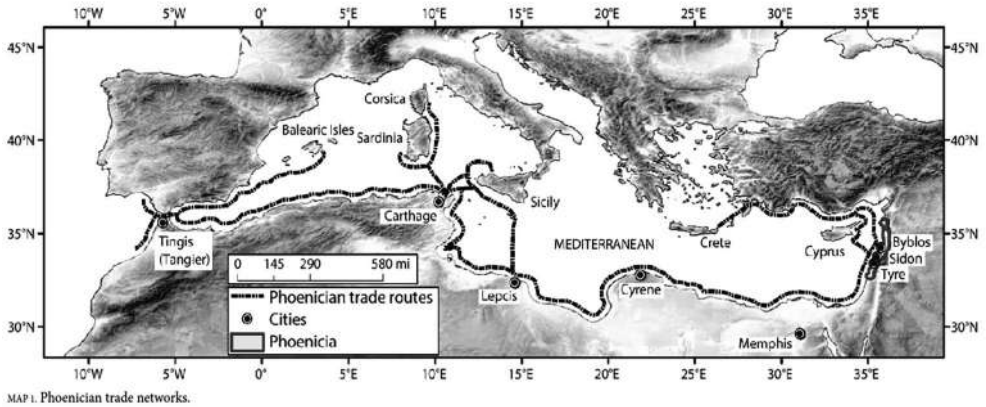 10°W 5°W 0° 5°E 10°E 15°E 20°E 25°E 30°E 35°E
45°N 45°N
Corsica
Balearic Isles
Sardinia
40°N 40°N
Carthage
Sicily
35°N 35°N
Tingis
(Tangier)
MEDITERRANEAN
Crete
Cyprus
Byblos
Sidon
Tyre
0 145 290 580 mi
Phoenician trade routes
Cities
Phoenicia
Lepcis
Cyrene
30°N 30°N
Memphis
10°W 5°W 0° 5°E 10°E 15°E 20°E 25°E 30°E 35°E
MAP 1. Phoenician trade networks.